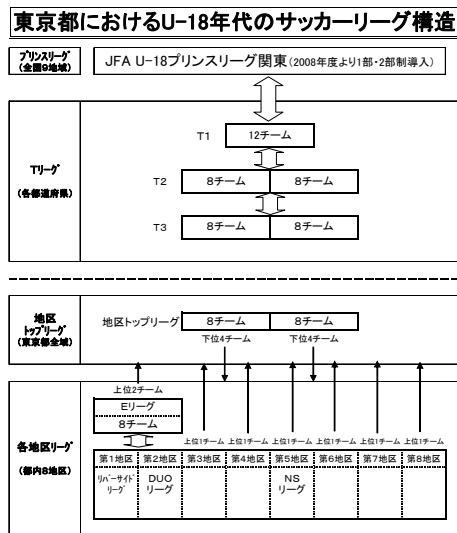 東京都におけるU-18年代のサッカーリーグ構造
プリンスリーグ
(全国9地域)
JFA U-18プリンスリーグ関東(2008年度より1部・2部制導入)
Tリーグ
(各都道府県)
T1
12チーム
T2
8チーム
8チーム
T3
8チーム
8チーム
地区
トップリーグ
(東京都全域)
地区トップリーグ
8チーム
8チーム
下位4チーム
下位4チーム
各地区リーグ
(都内8地区)
上位2チーム
Eリーグ
8チーム
上位1チーム
上位1チーム
上位1チーム
上位1チーム
上位1チーム
上位1チーム
第1地区
第2地区
第3地区
第4地区
第5地区
第6地区
第7地区
第8地区
リバーサイド
リーグ
DUO
リーグ
NS
リーグ